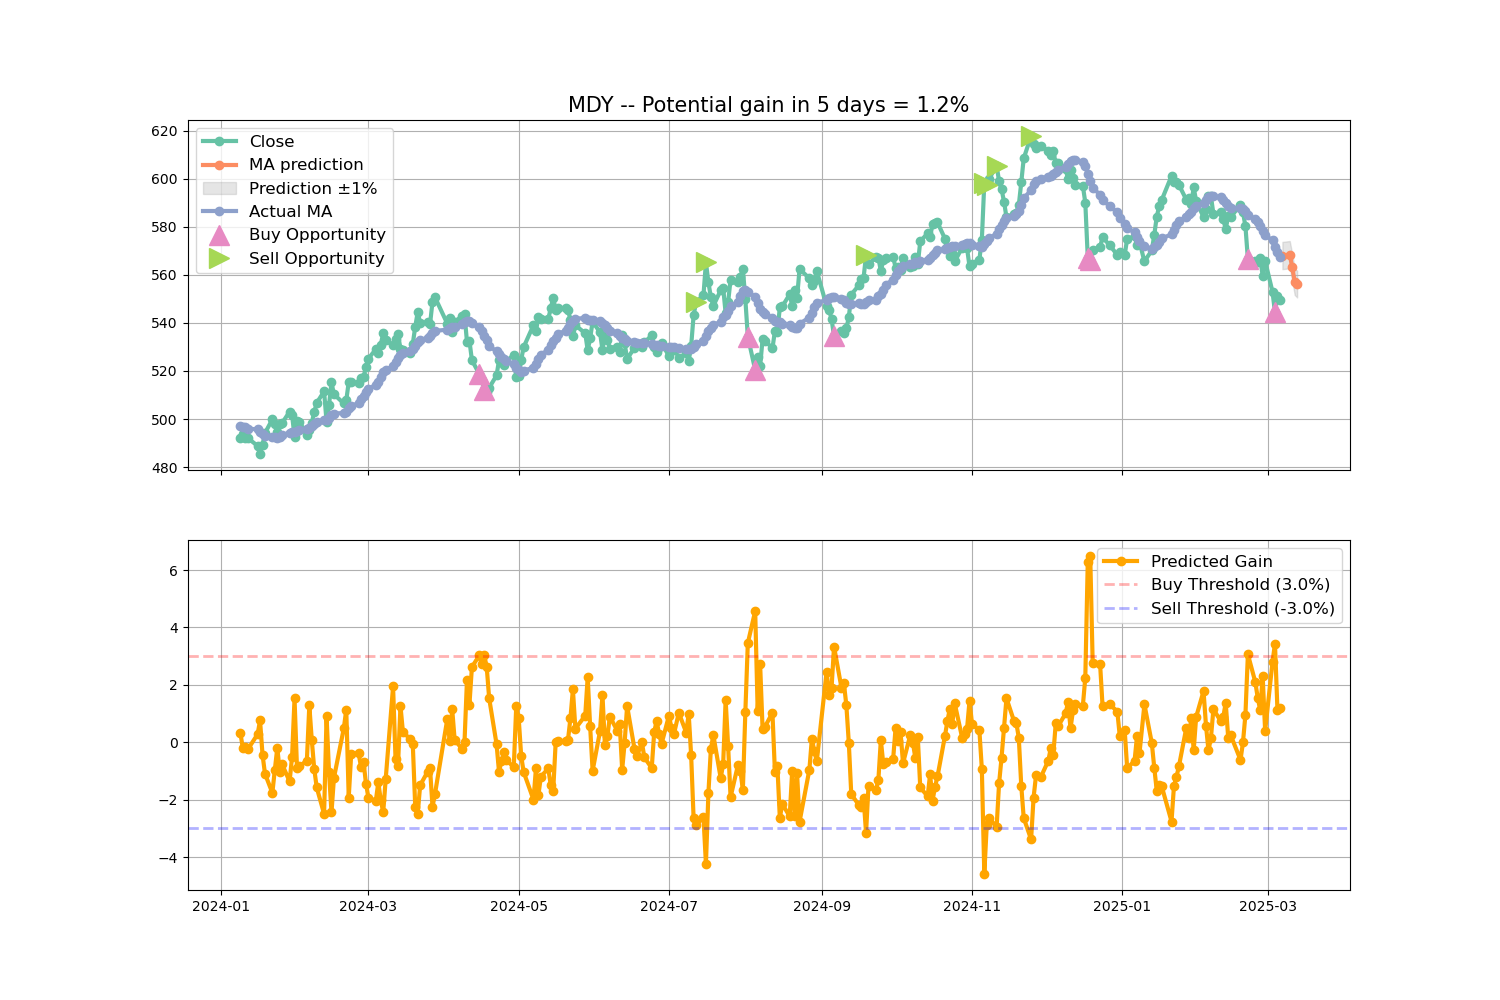 MDY -- Potential gain in 5 days = 1.2%
620
600
580
560
540
520
500
480
Close
MA prediction
Prediction ±1%
Actual MA
Buy Opportunity
Sell Opportunity
6
4
2
0
−2
−4
Predicted Gain
Buy Threshold (3.0%)
Sell Threshold (-3.0%)
2024-01
2024-03
2024-05
2024-07
2024-09
2024-11
2025-01
2025-03